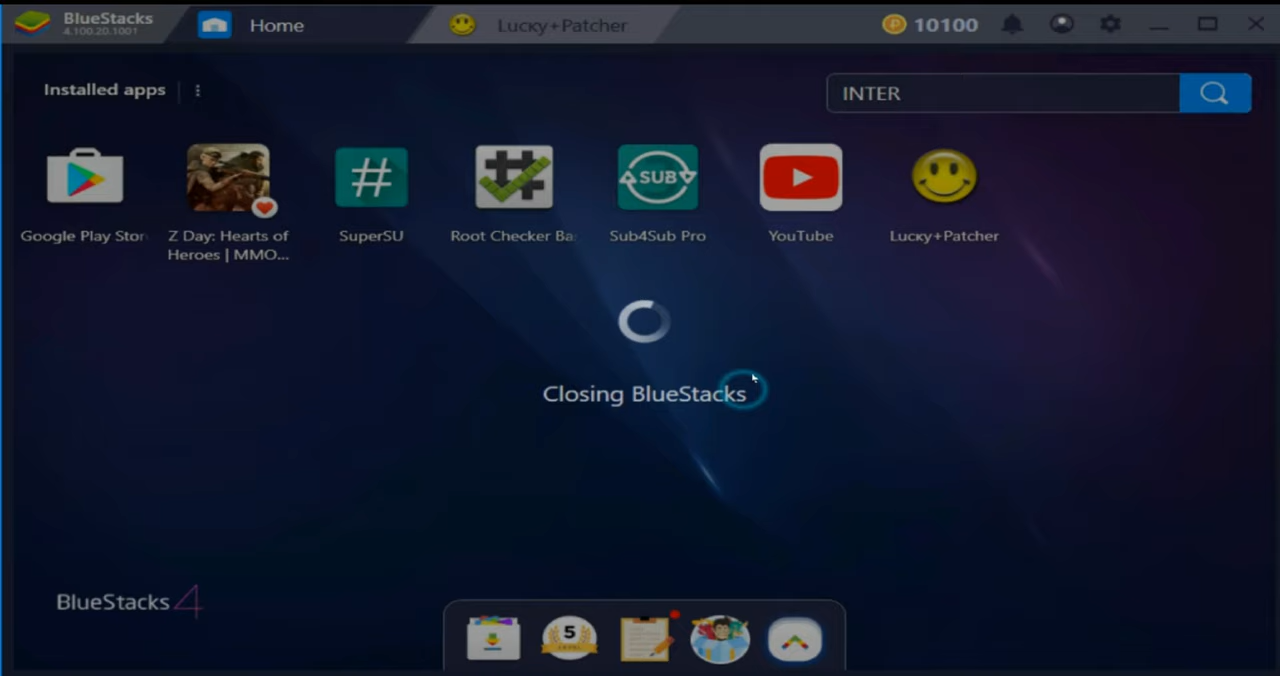 BlueStacks
4.100.20.1001
Home
Lucky+Patcher
10100
Installed apps
INTER
Google Play Stor
Z Day: Hearts of
Heroes | MMO...
SuperSU
Root Checker Ba
Sub4Sub Pro
YouTube
Lucky+Patcher
SUB
Closing BlueStacks
BlueStacks 4
5
LEVEL